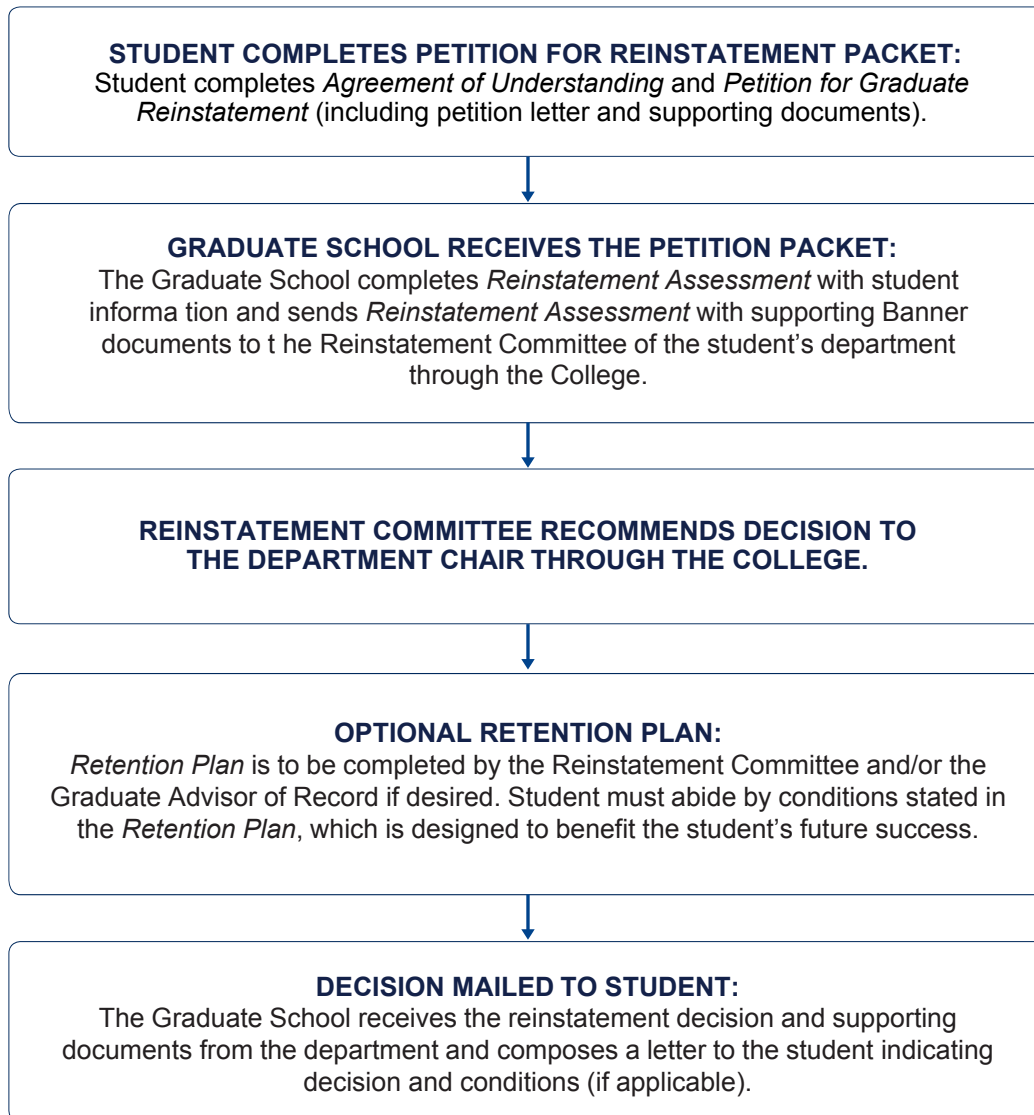 STUDENT COMPLETES PETITION FOR REINSTATEMENT PACKET:
Student completes Agreement of Understanding and Petition for Graduate
Reinstatement (including petition letter and supporting documents).
GRADUATE SCHOOL RECEIVES THE PETITION PACKET:
The Graduate School completes Reinstatement Assessment with student
informa tion and sends Reinstatement Assessment with supporting Banner
documents to t he Reinstatement Committee of the student’s department
through the College.
REINSTATEMENT COMMITTEE RECOMMENDS DECISION TO
THE DEPARTMENT CHAIR THROUGH THE COLLEGE.
OPTIONAL RETENTION PLAN:
Retention Plan is to be completed by the Reinstatement Committee and/or the
Graduate Advisor of Record if desired. Student must abide by conditions stated in
the Retention Plan, which is designed to benefit the student’s future success.
DECISION MAILED TO STUDENT:
The Graduate School receives the reinstatement decision and supporting
documents from the department and composes a letter to the student indicating
decision and conditions (if applicable).